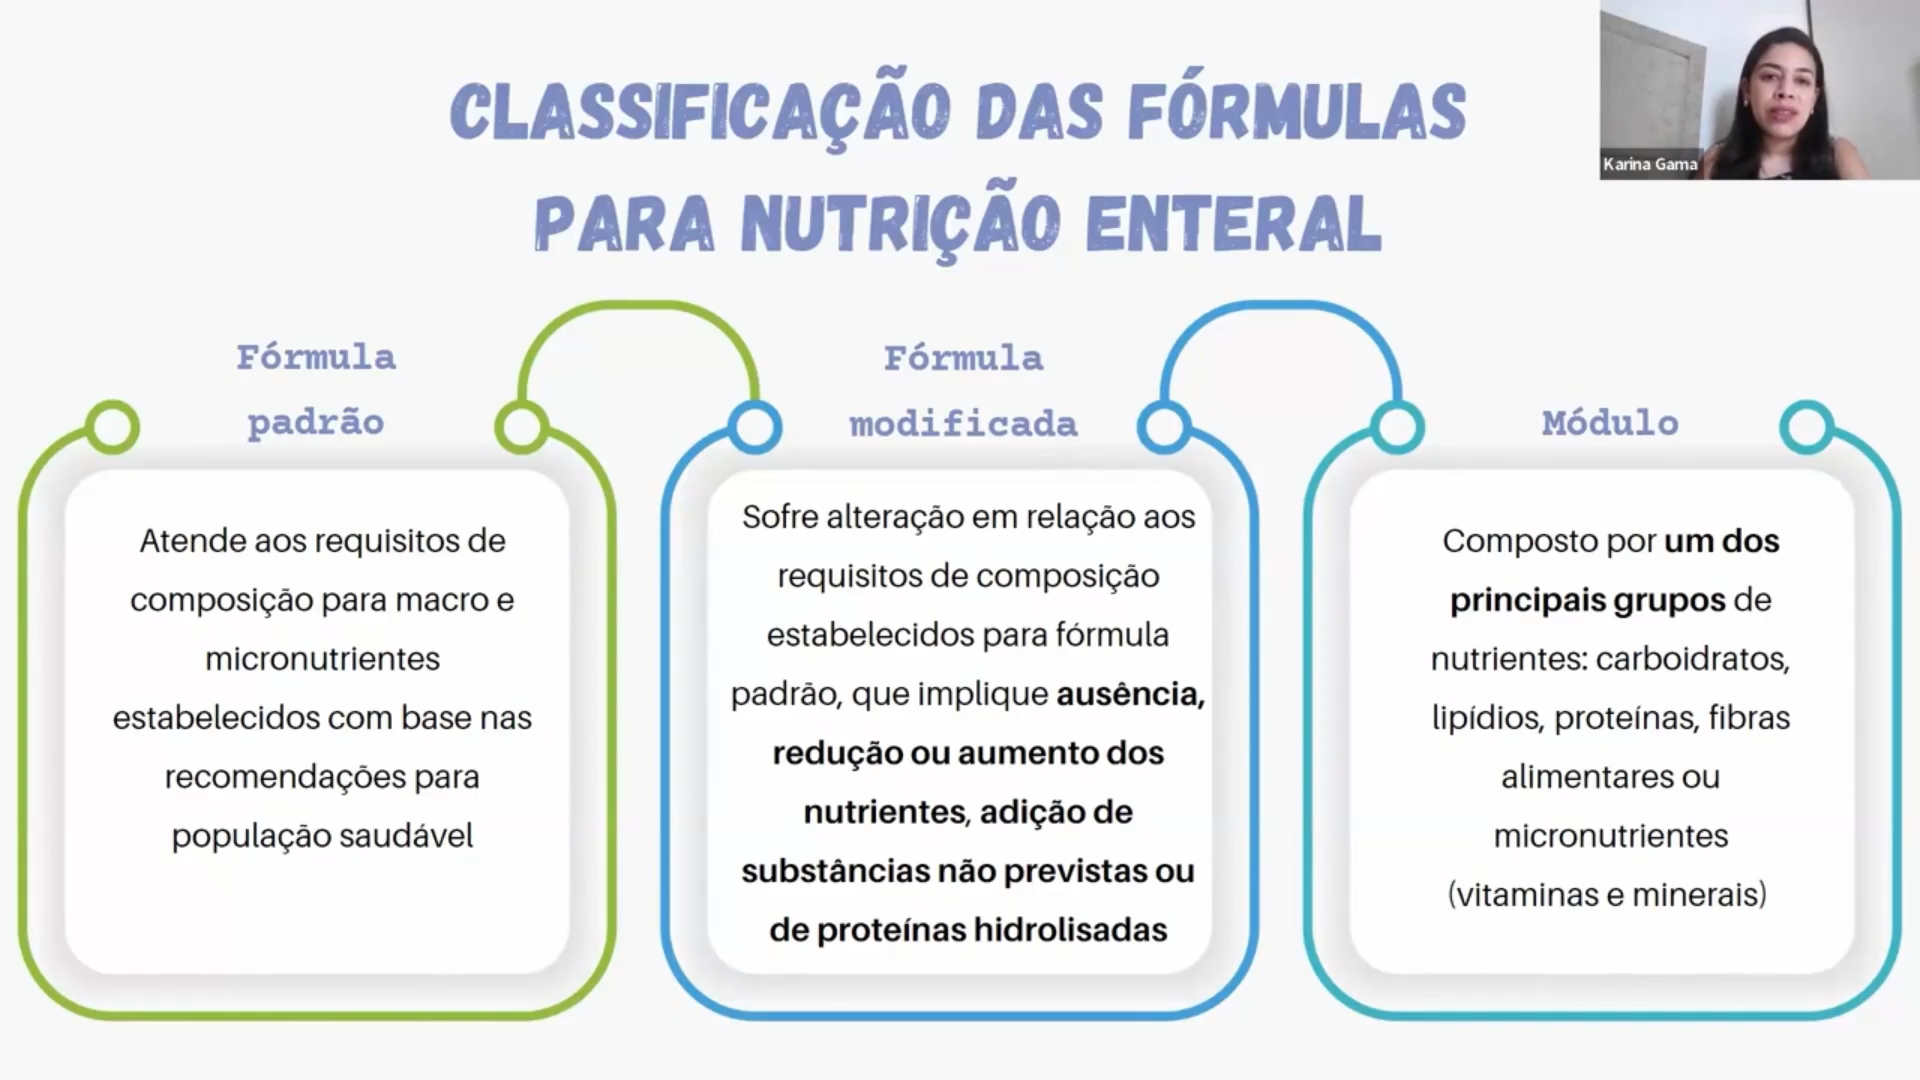 CLASSIFICAÇÃO DAS FÓRMULAS
PARA NUTRIÇÃO ENTERAL
Karina Gama
Fórmula
padrão
Atende aos requisitos de
composição para macro e
micronutrientes
estabelecidos com base nas
recomendações para
população saudável
Fórmula
modificada
Sofre alteração em relação aos
requisitos de composição
estabelecidos para fórmula
padrão, que implique ausência,
redução ou aumento dos
nutrientes, adição de
substâncias não previstas ou
de proteínas hidrolisadas
Módulo
Composto por um dos
principais grupos de
nutrientes: carboidratos,
lipídios, proteínas, fibras
alimentares ou
micronutrientes
(vitaminas e minerais)